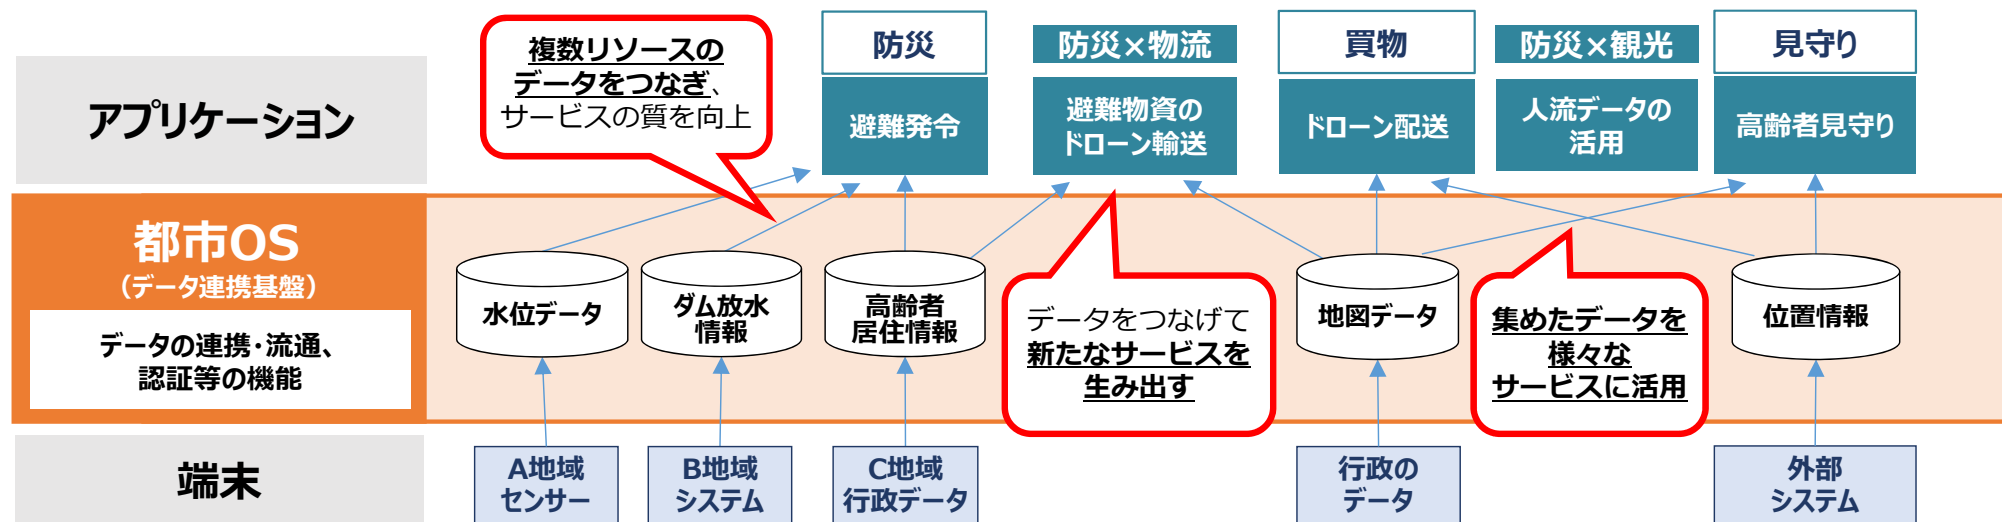 複数リソースの
データをつなぎ、
サービスの質を向上
防災
防災×物流
買物
防災×観光
見守り
アプリケーション
避難発令
避難物資の
ドローン輸送
ドローン配送
人流データの
活用
高齢者見守り
都市OS
（データ連携基盤）
データの連携・流通、
認証等の機能
水位データ
ダム放水
情報
高齢者
居住情報
データをつなげて
新たなサービスを
生み出す
地図データ
集めたデータを
様々な
サービスに活用
位置情報
端末
A地域
センサー
B地域
システム
C地域
行政データ
行政の
データ
外部
システム